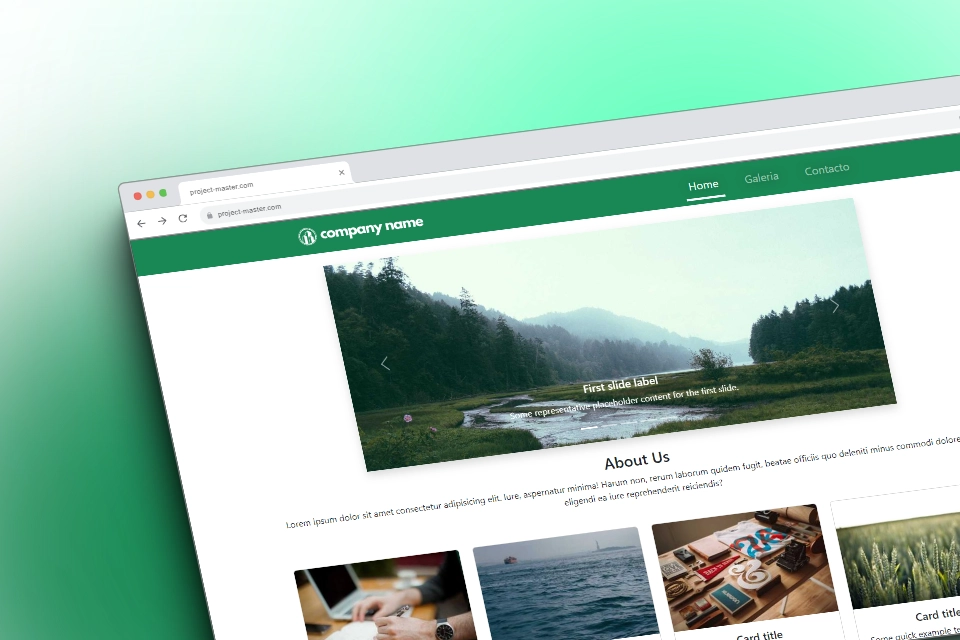 project-master.com
project-master.com
company name
Home Galeria Contacto
First slide label
Some representative placeholder content for the first slide.
About Us
Lorem ipsum dolor sit amet consectetur adipisicing elit. Iure, aspernatur minima! Harum non, rerum laborum quidem fugit, beatae officiis quo deleniti minus commodi dolore
eligendi ea iure reprehenderit reiciendis?
Card title
Card title
Some quick example te